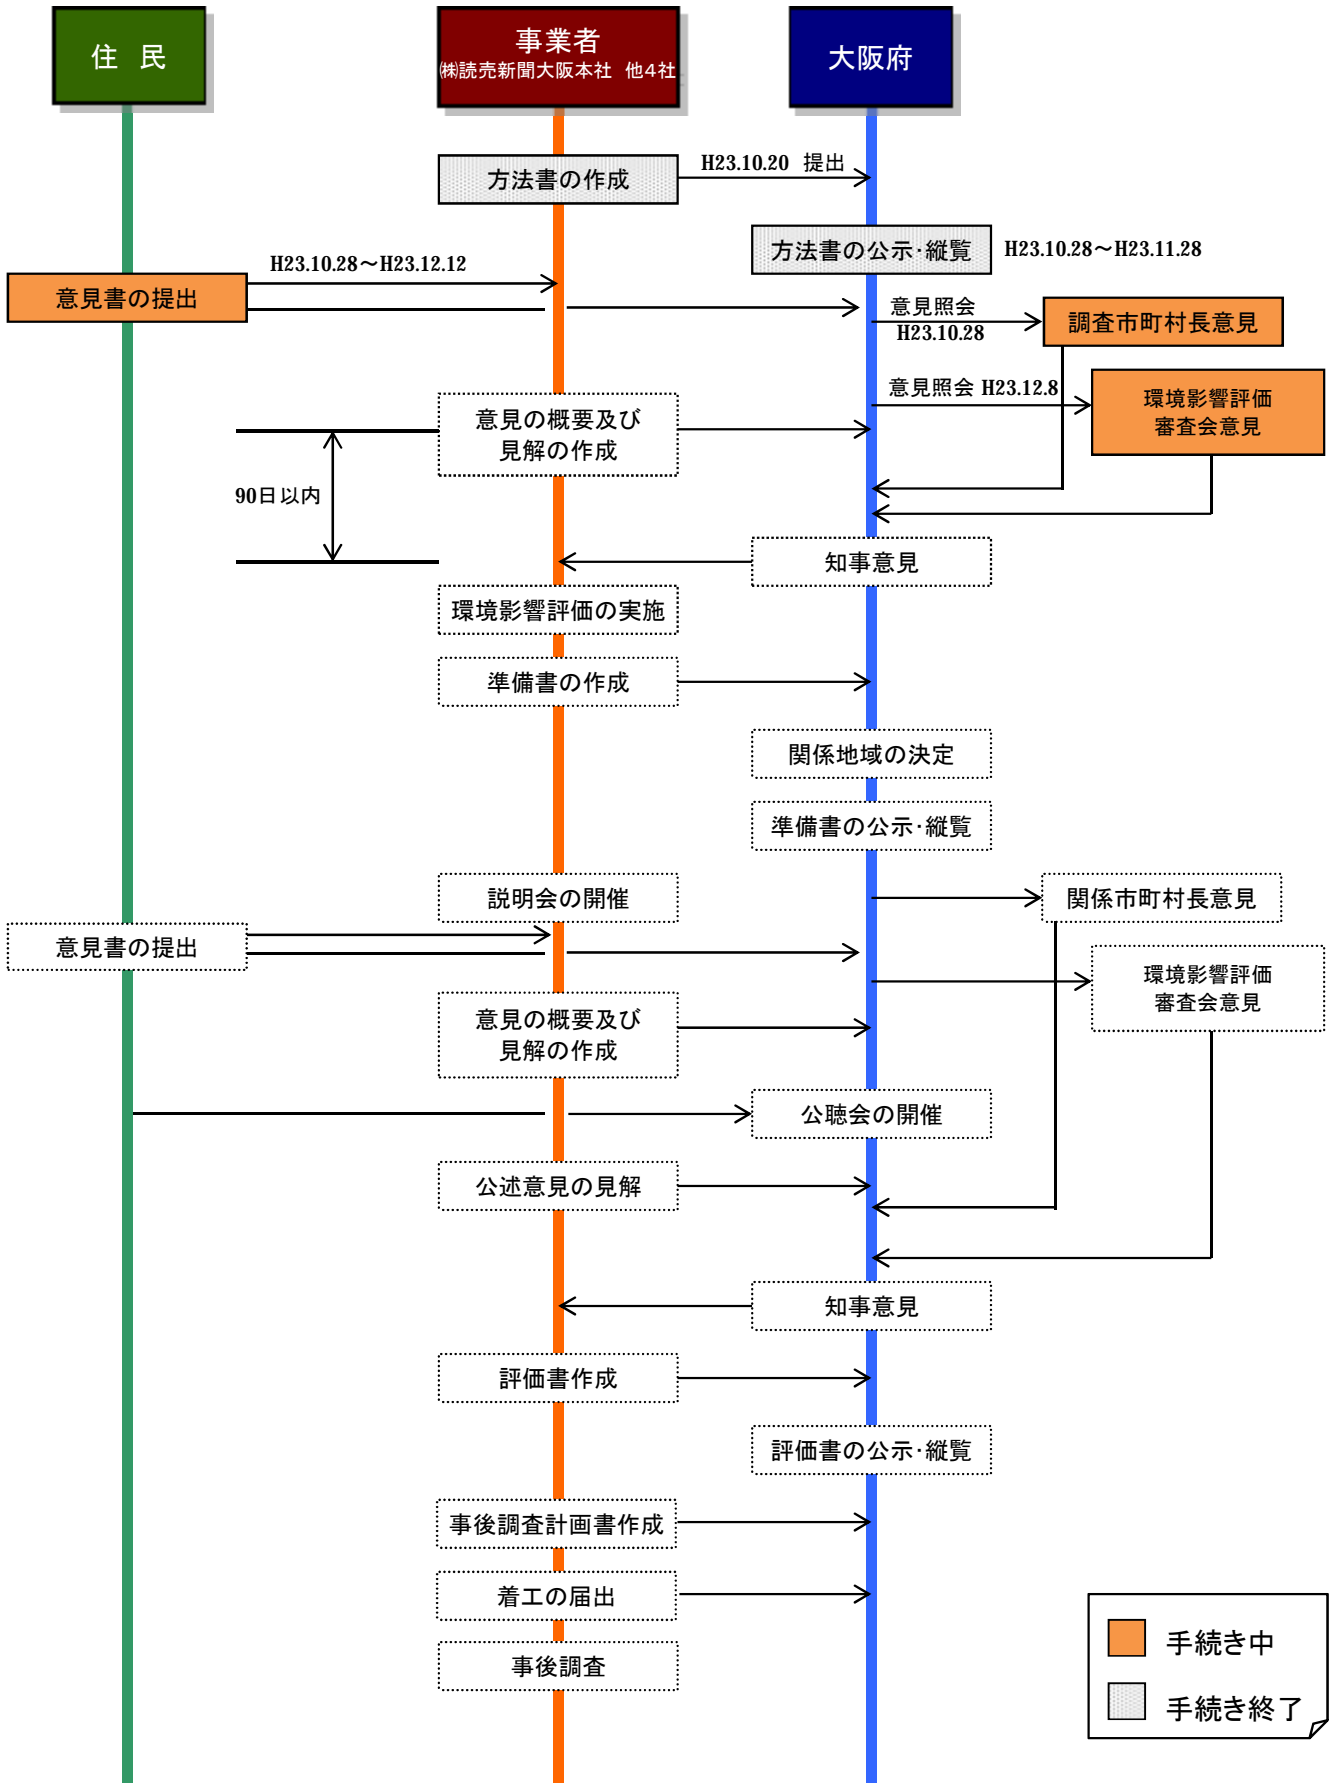 住　民
事業者
㈱読売新聞大阪本社　他4社
大阪府
方法書の作成
H23.10.20　提出
方法書の公示・縦覧
H23.10.28～H23.11.28
H23.10.28～H23.12.12
意見書の提出
意見照会
H23.10.28
調査市町村長意見
意見照会 H23.12.8
環境影響評価
審査会意見
意見の概要及び
見解の作成
90日以内
知事意見
環境影響評価の実施
準備書の作成
関係地域の決定
準備書の公示・縦覧
説明会の開催
関係市町村長意見
意見書の提出
環境影響評価
審査会意見
意見の概要及び
見解の作成
公聴会の開催
公述意見の見解
知事意見
評価書作成
評価書の公示・縦覧
事後調査計画書作成
着工の届出
事後調査
手続き中
手続き終了